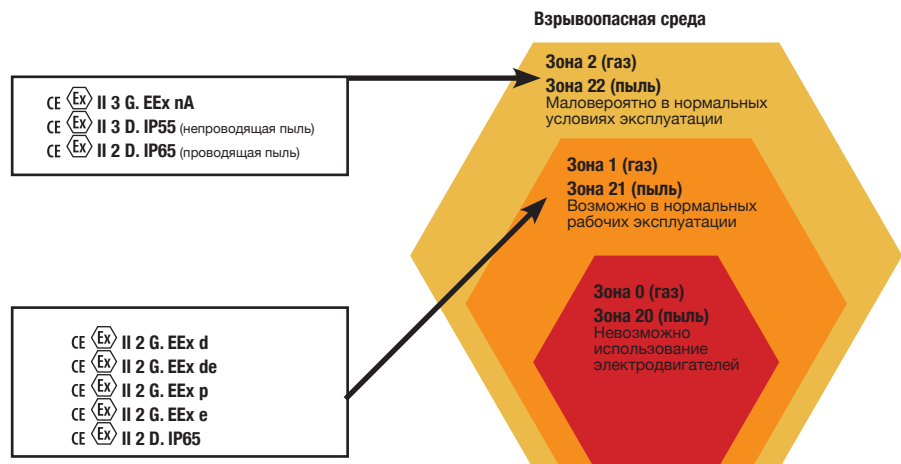 Взрывоопасная среда
Зона 2 (газ)
Зона 22 (пыль)
Маловероятно в нормальных
условиях эксплуатации
CE Ex II 3 G. EEx nA
CE Ex II 3 D. IP55 (непроводящая пыль)
CE Ex II 2 D. IP65 (проводящая пыль)
Зона 1 (газ)
Зона 21 (пыль)
Возможно в нормальных
рабочих эксплуатации
Зона 0 (газ)
Зона 20 (пыль)
Невозможно
использование
электродвигателей
CE Ex II 2 G. EEx d
CE Ex II 2 G. EEx de
CE Ex II 2 G. EEx p
CE Ex II 2 G. EEx e
CE Ex II 2 D. IP65